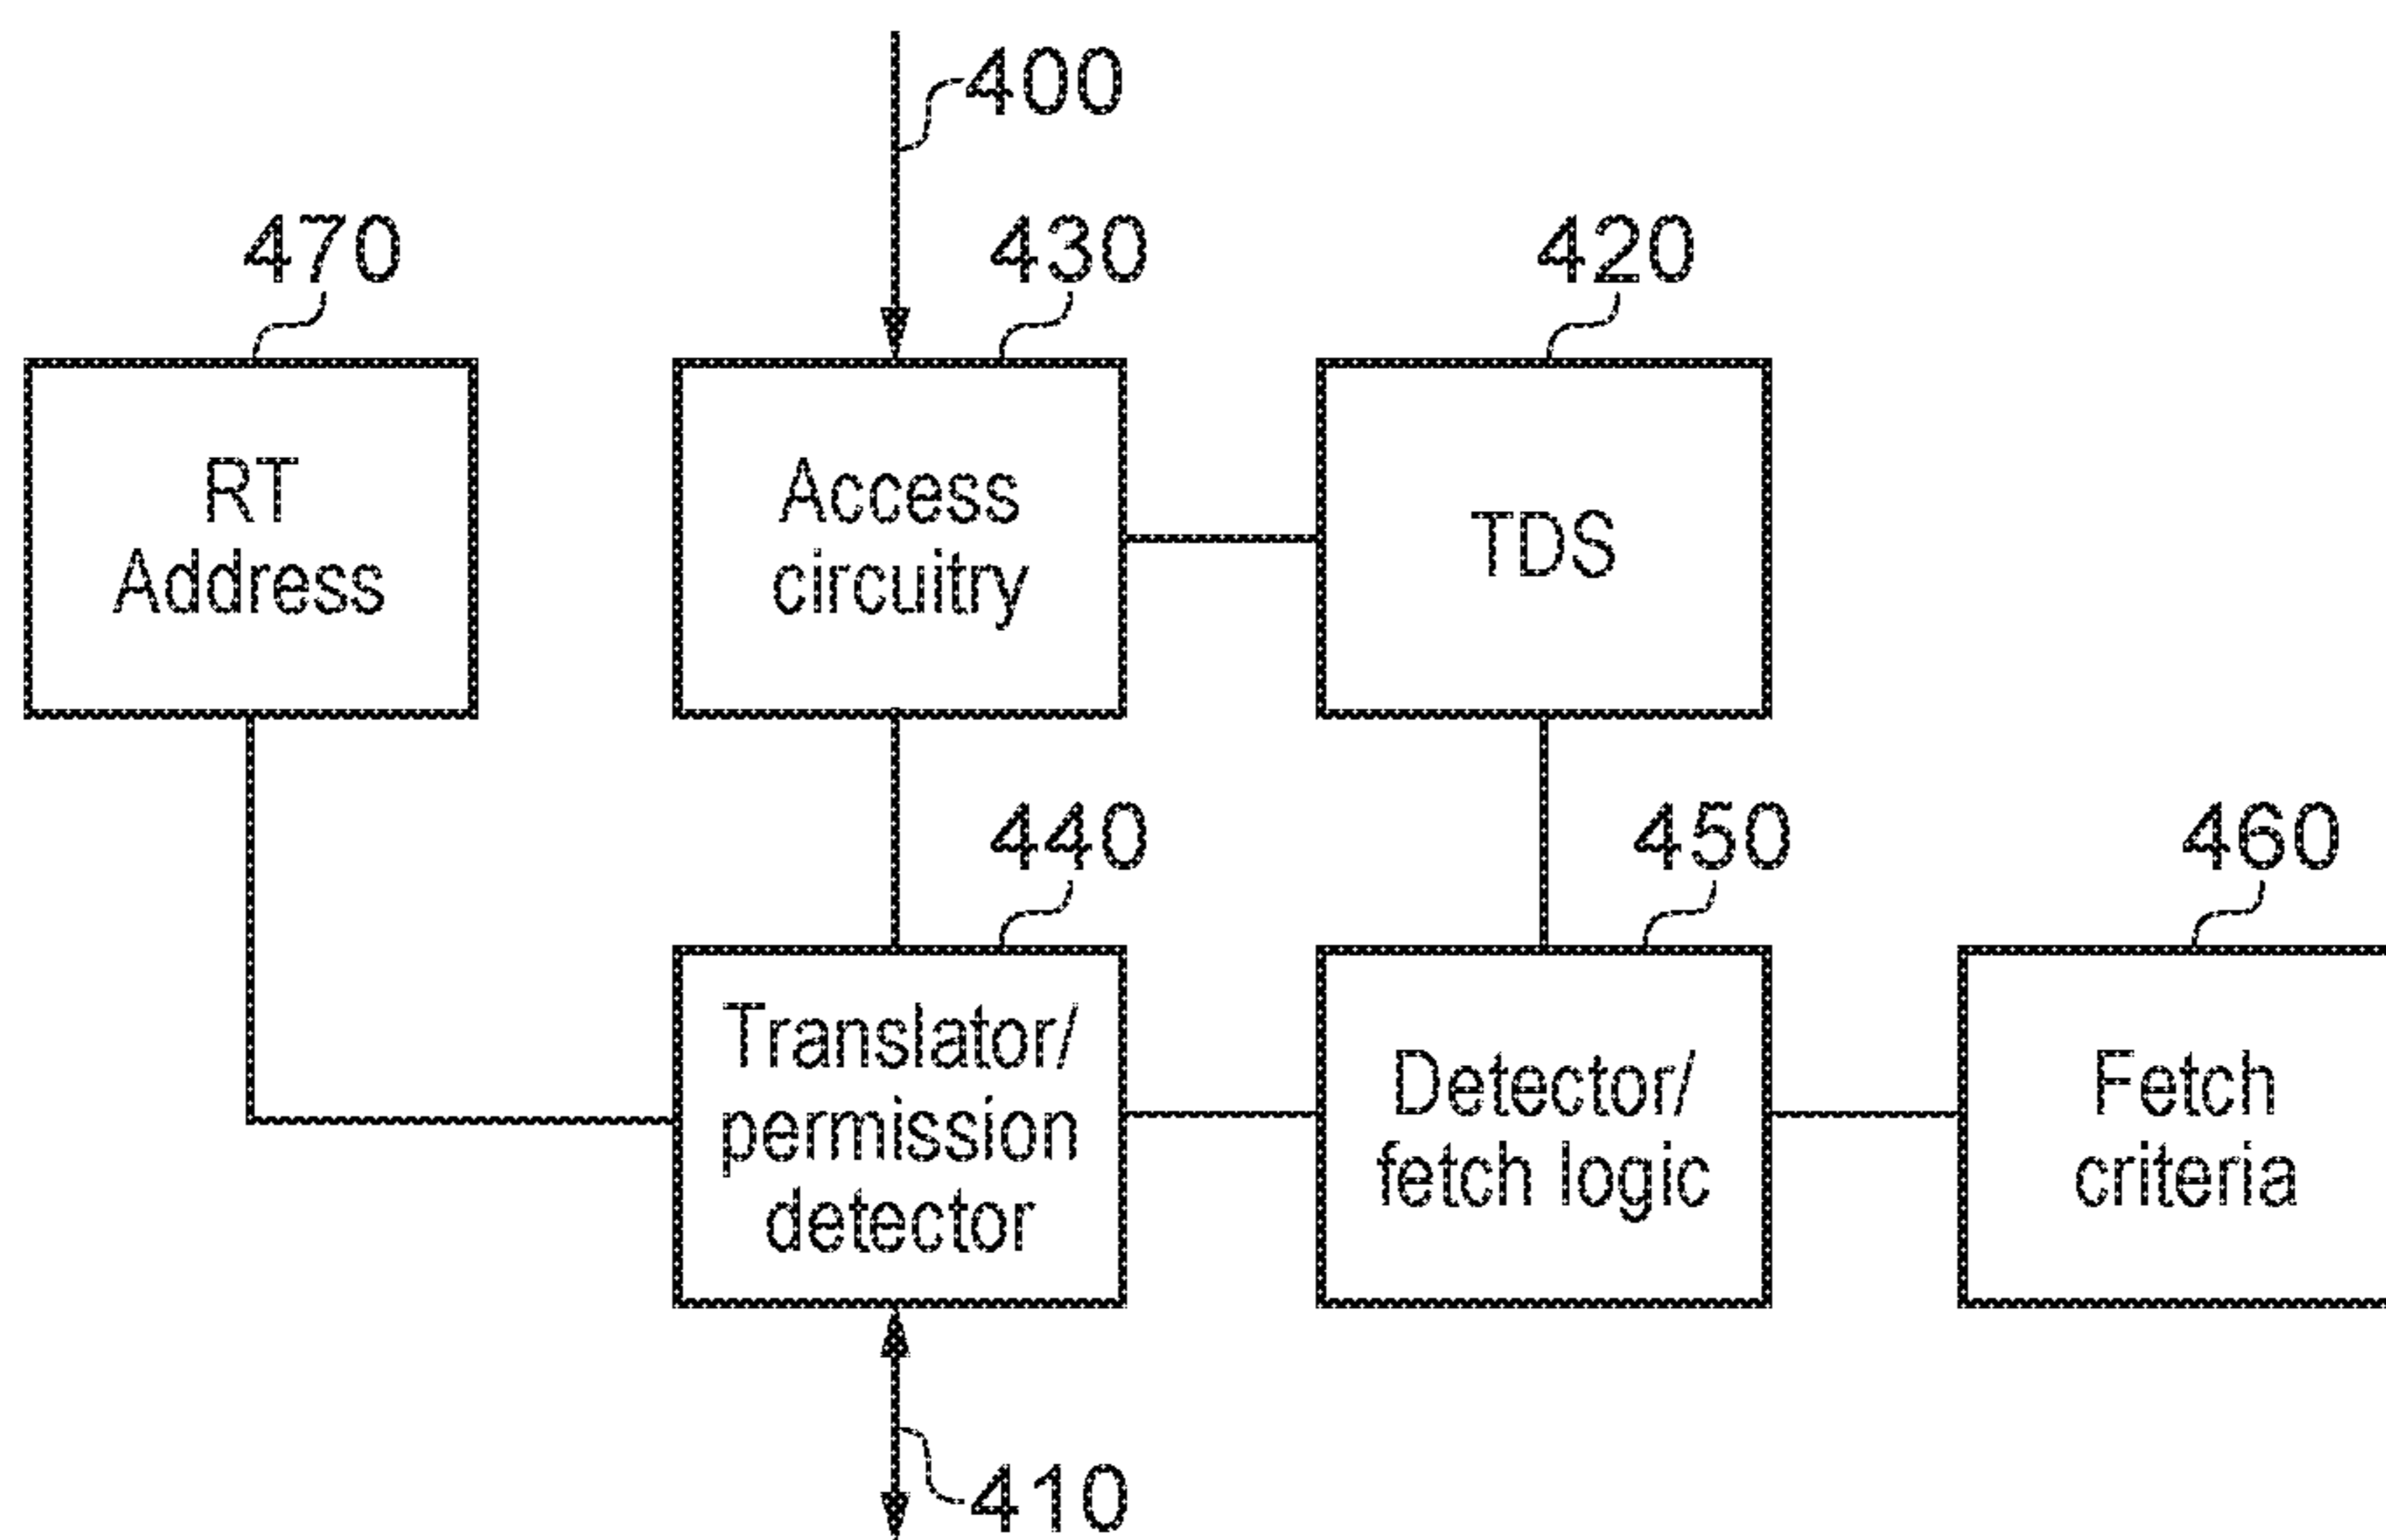 400
470
430
420
RT
Address
Access
circuitry
TDS
440
450
460
Translator/
permission
detector
Detector/
fetch logic
Fetch
criteria
410